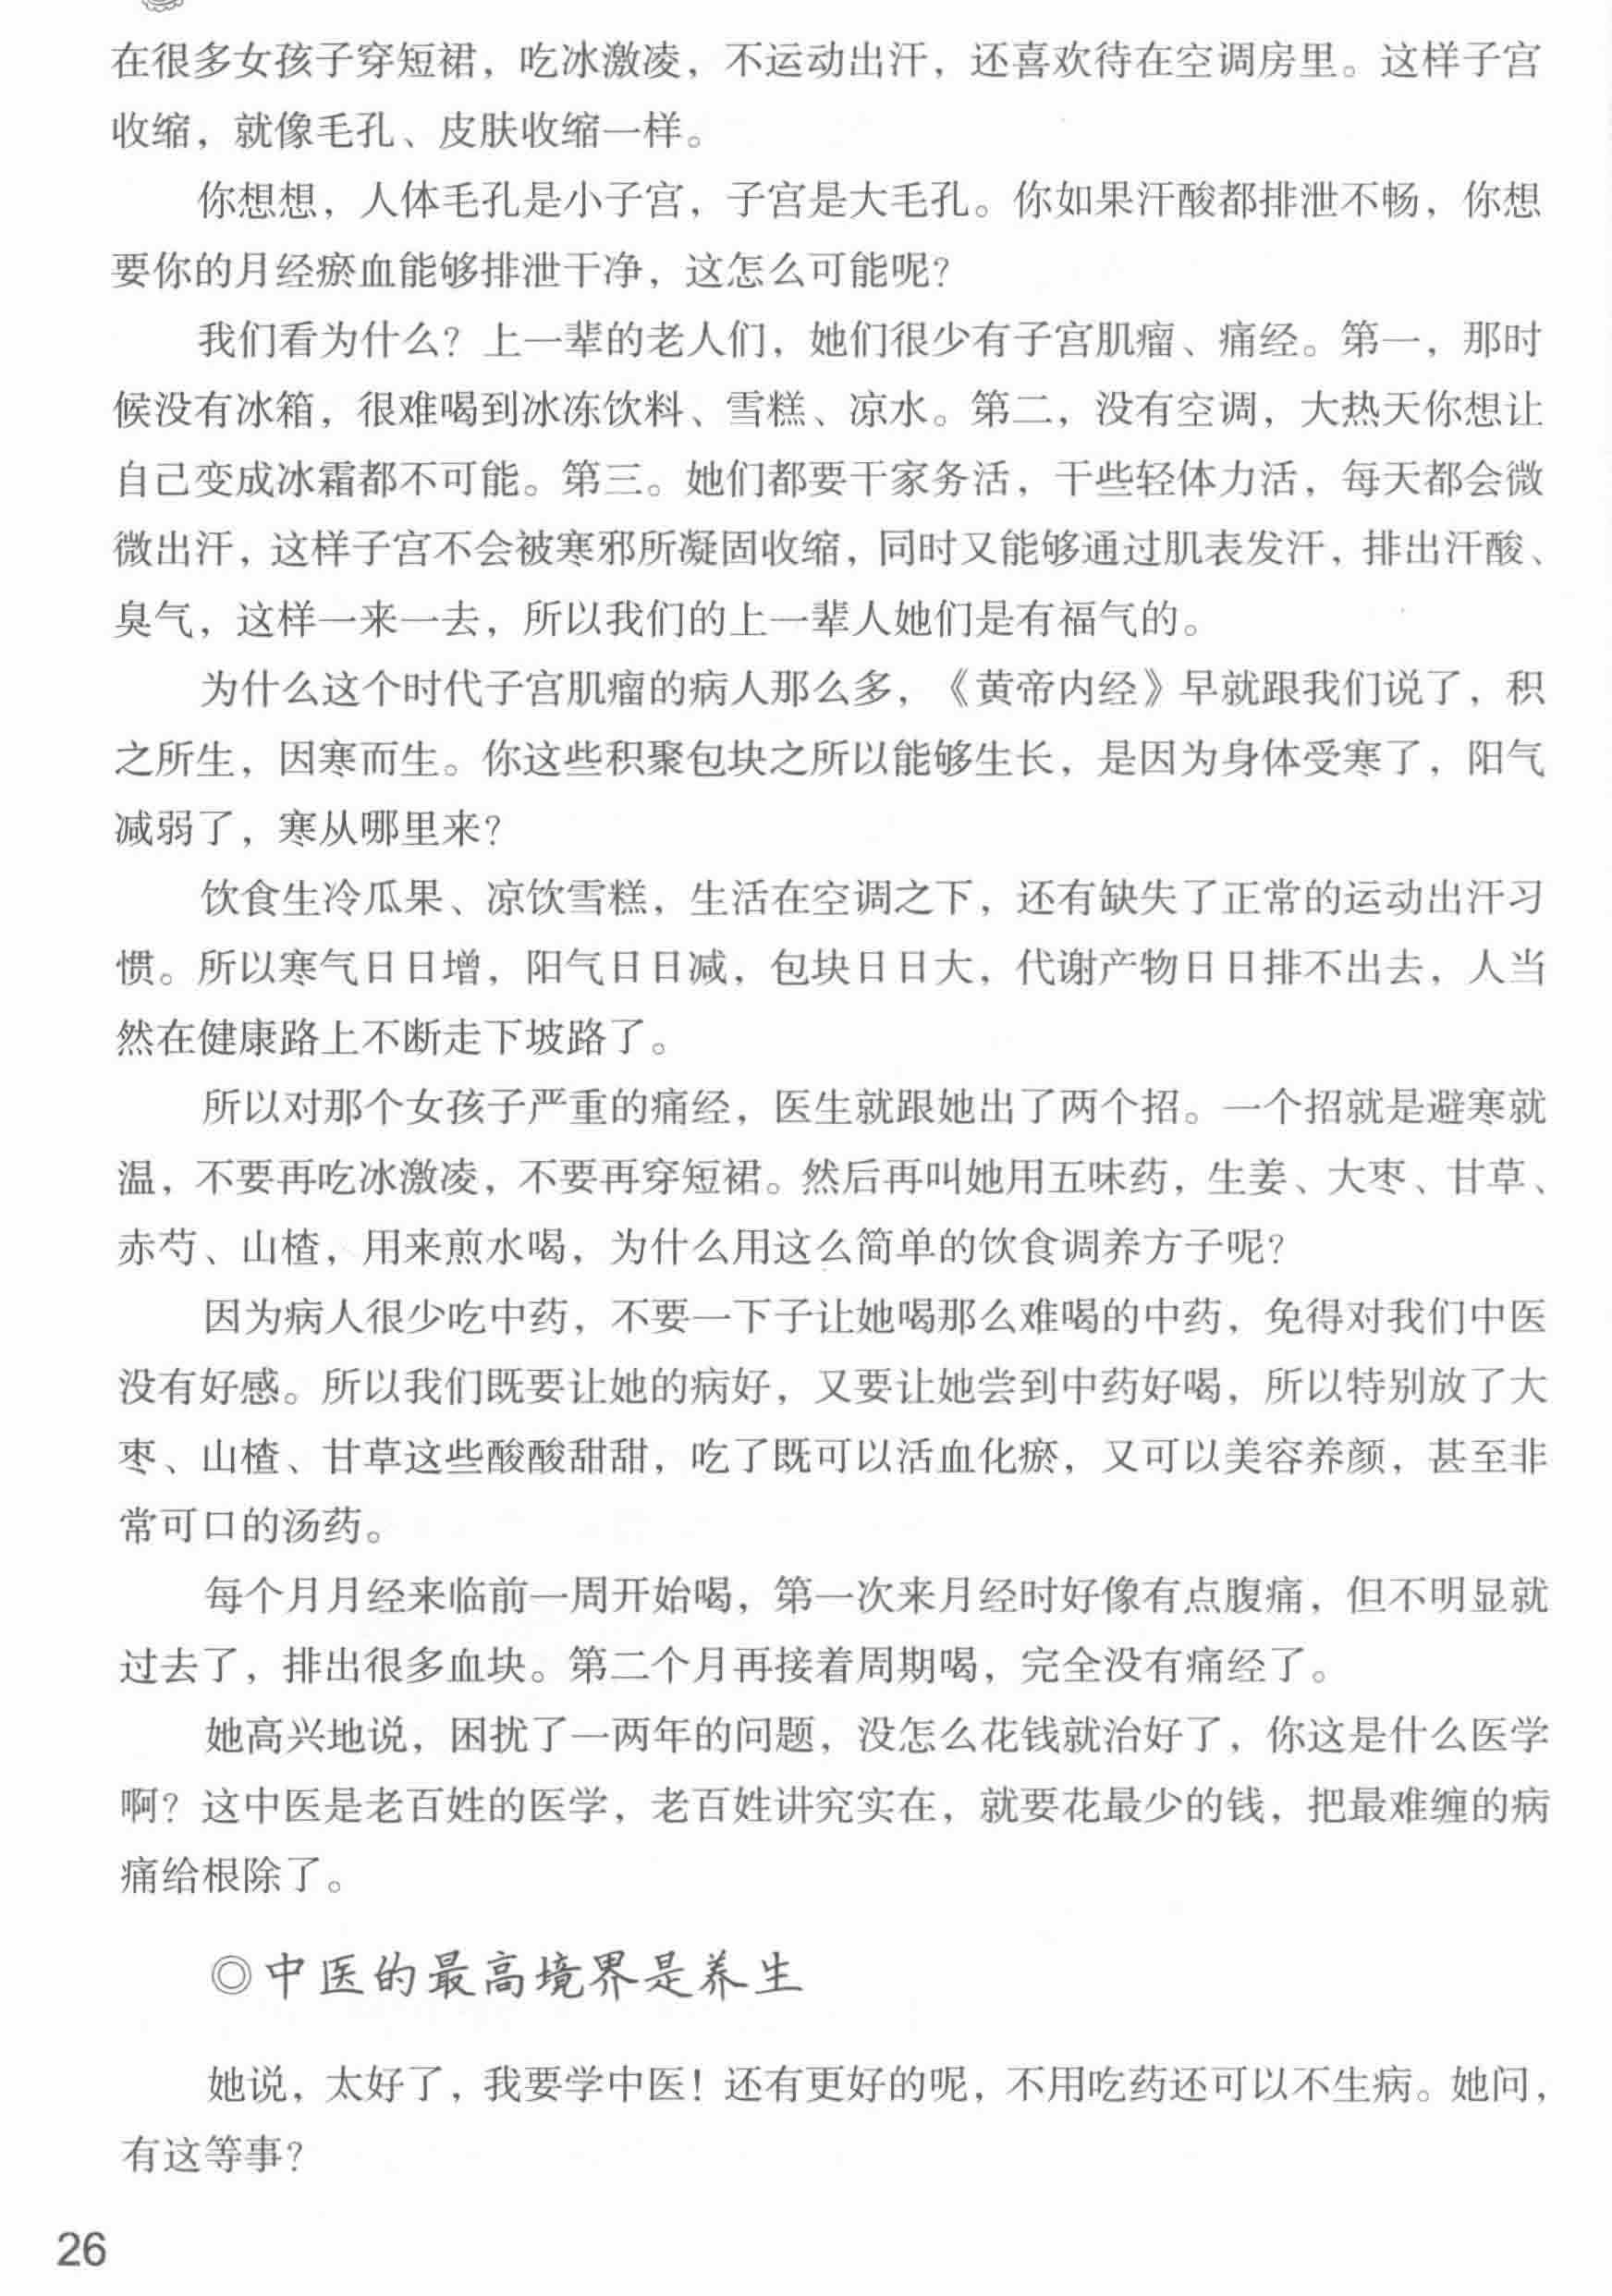 在很多女孩子穿短裙，吃冰激凌，不运动出汗，还喜欢待在空调房里。这样子宫
收缩，就像毛孔、皮肤收缩一样。
你想想，人体毛孔是小子宫，子宫是大毛孔。你如果汗酸都排泄不畅，你想
要你的月经瘀血能够排泄干净，这怎么可能呢？
我们看为什么？上一辈的老人们，她们很少有子宫肌瘤、痛经。第一，那时
候没有冰箱，很难喝到冰冻饮料、雪糕、凉水。第二，没有空调，大热天你想让
自己变成冰霜都不可能。第三。她们都要干家务活，干些轻体力活，每天都会微
微出汗，这样子宫不会被寒邪所凝固收缩，同时又能够通过肌表发汗，排出汗酸、
臭气，这样一来一去，所以我们的上一辈人她们是有福气的。
为什么这个时代子宫肌瘤的病人那么多，《黄帝内经》早就跟我们说了，积
之所生，因寒而生。你这些积聚包块之所以能够生长，是因为身体受寒了，阳气
减弱了，寒从哪里来？
饮食生冷瓜果、凉饮雪糕，生活在空调之下，还有缺失了正常的运动出汗习
惯。所以寒气日日增，阳气日日减，包块日日大，代谢产物日日排不出去，人当
然在健康路上不断走下坡路了。
所以对那个女孩子严重的痛经，医生就跟她出了两个招。一个招就是避寒就
温，不要再吃冰激凌，不要再穿短裙。然后再叫她用五味药，生姜、大枣、甘草、
赤芍、山楂，用来煎水喝，为什么用这么简单的饮食调养方子呢？
因为病人很少吃中药，不要一下子让她喝那么难喝的中药，免得对我们中医
没有好感。所以我们既要让她的病好，又要让她尝到中药好喝，所以特别放了大
枣、山楂、甘草这些酸酸甜甜，吃了既可以活血化瘀，又可以美容养颜，甚至非
常可口的汤药。
每个月月经来临前一周开始喝，第一次来月经时好像有点腹痛，但不明显就
过去了，排出很多血块。第二个月再接着周期喝，完全没有痛经了。
她高兴地说，困扰了一两年的问题，没怎么花钱就治好了，你这是什么医学
啊？这中医是老百姓的医学，老百姓讲究实在，就要花最少的钱，把最难缠的病
痛给根除了。
◎中医的最高境界是养生
她说，太好了，我要学中医！还有更好的呢，不用吃药还可以不生病。她问，
有这等事？
26